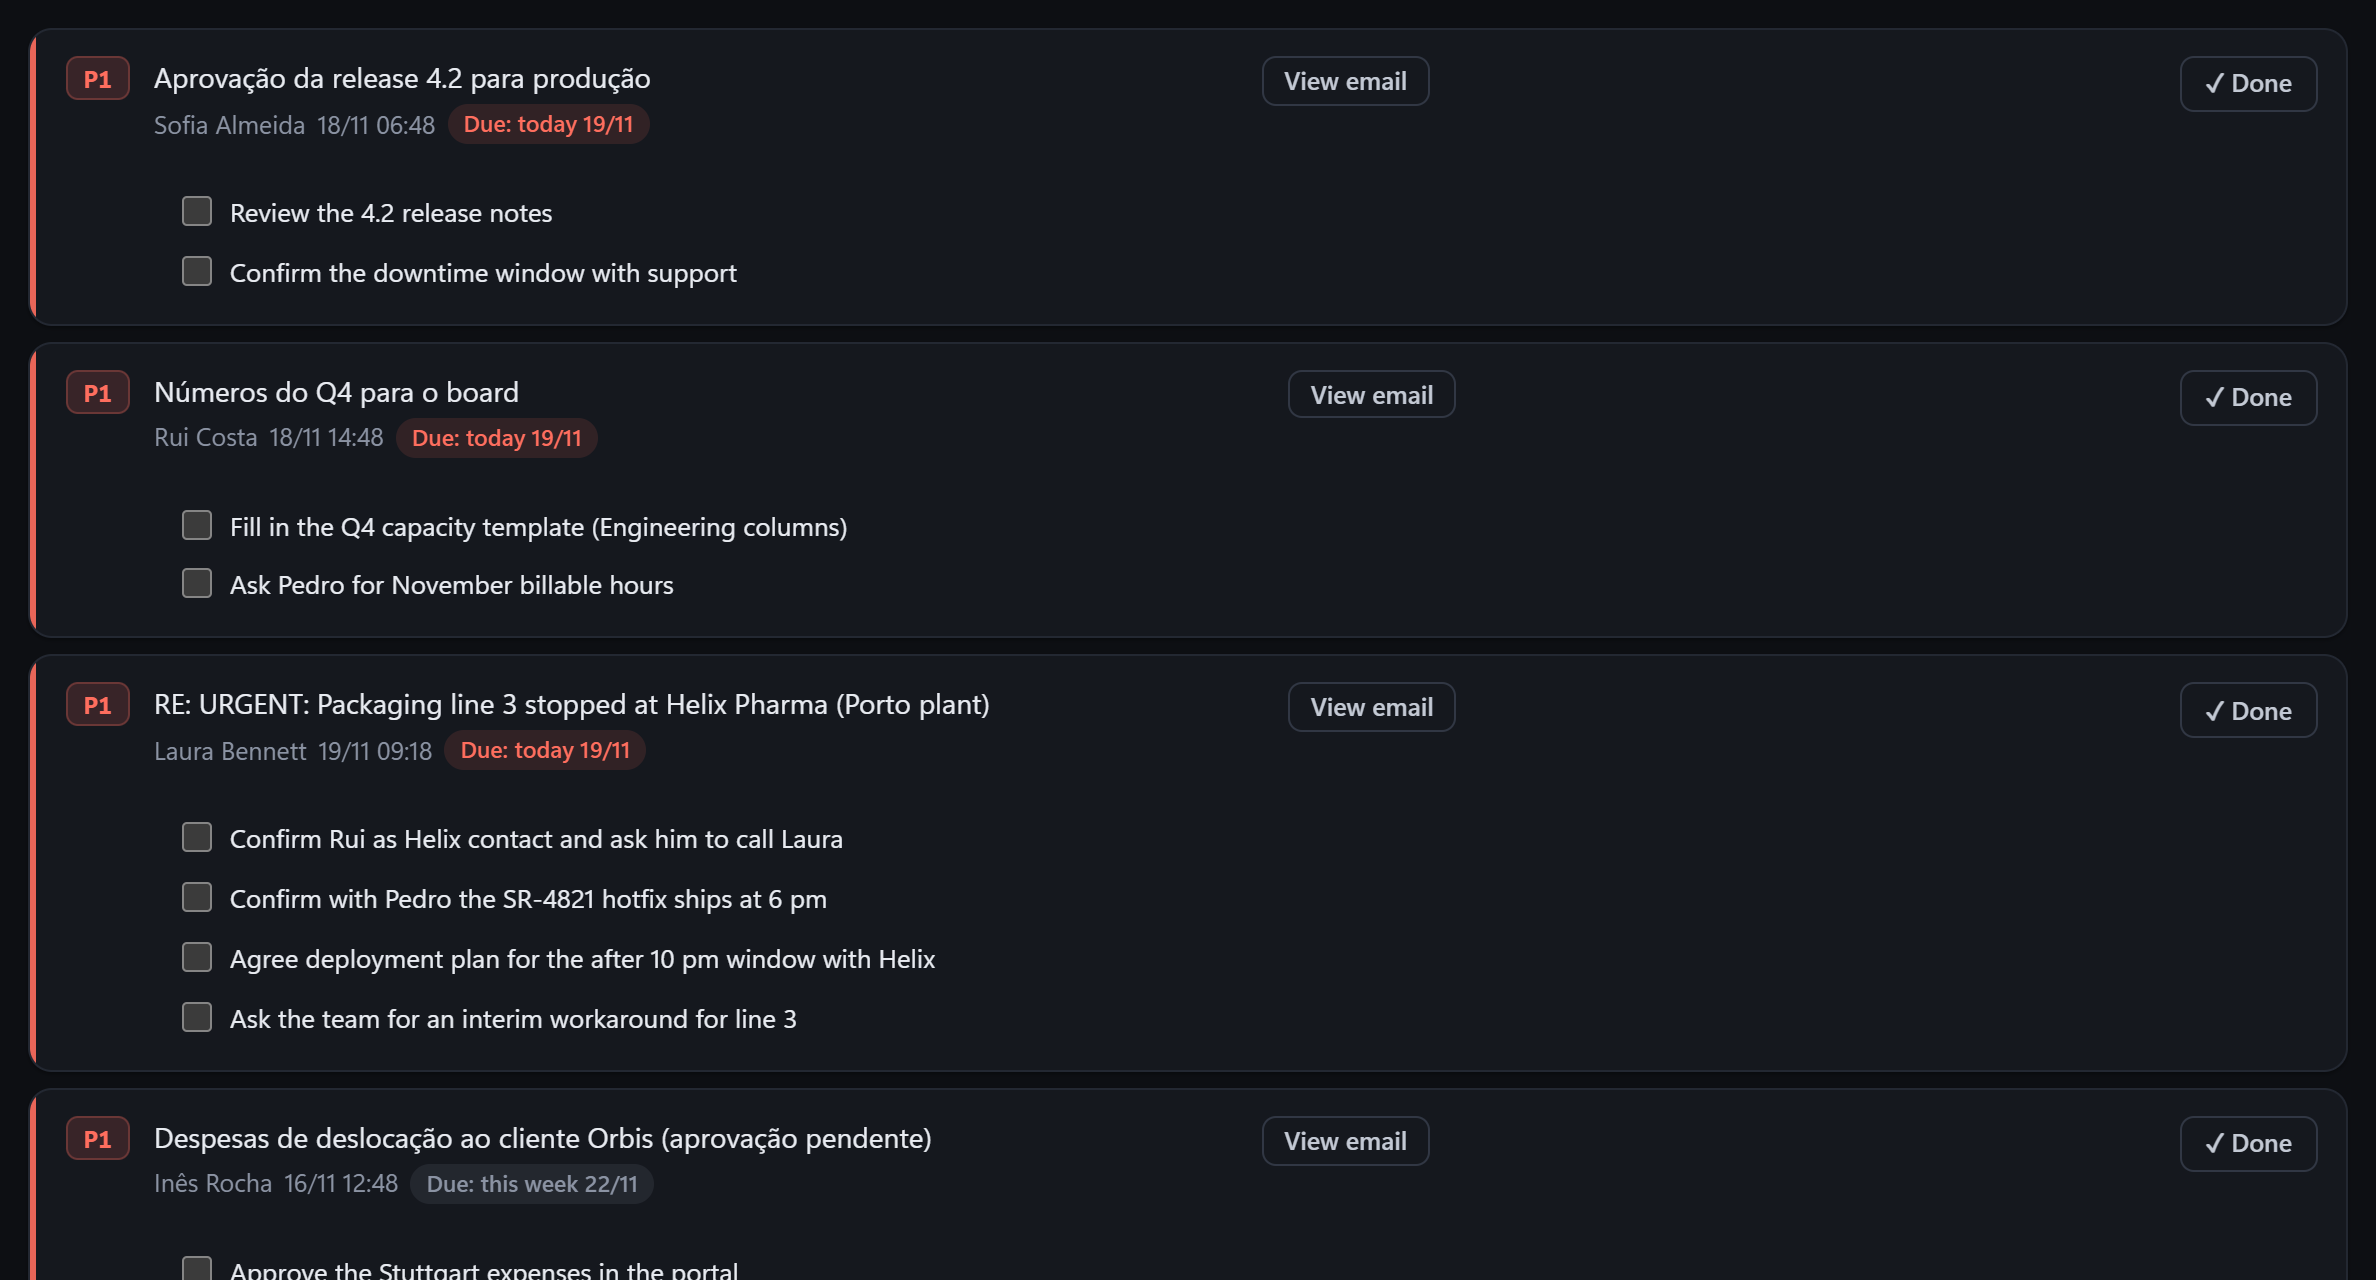 P1 Aprovação da release 4.2 para produção View email ✓ Done
Sofia Almeida 18/11 06:48 Due: today 19/11
Review the 4.2 release notes
Confirm the downtime window with support
P1 Números do Q4 para o board View email ✓ Done
Rui Costa 18/11 14:48 Due: today 19/11
Fill in the Q4 capacity template (Engineering columns)
Ask Pedro for November billable hours
P1 RE: URGENT: Packaging line 3 stopped at Helix Pharma (Porto plant) View email ✓ Done
Laura Bennett 19/11 09:18 Due: today 19/11
Confirm Rui as Helix contact and ask him to call Laura
Confirm with Pedro the SR-4821 hotfix ships at 6 pm
Agree deployment plan for the after 10 pm window with Helix
Ask the team for an interim workaround for line 3
P1 Despesas de deslocação ao cliente Orbis (aprovação pendente) View email ✓ Done
Inês Rocha 16/11 12:48 Due: this week 22/11
Approve the Stuttgart expenses in the portal